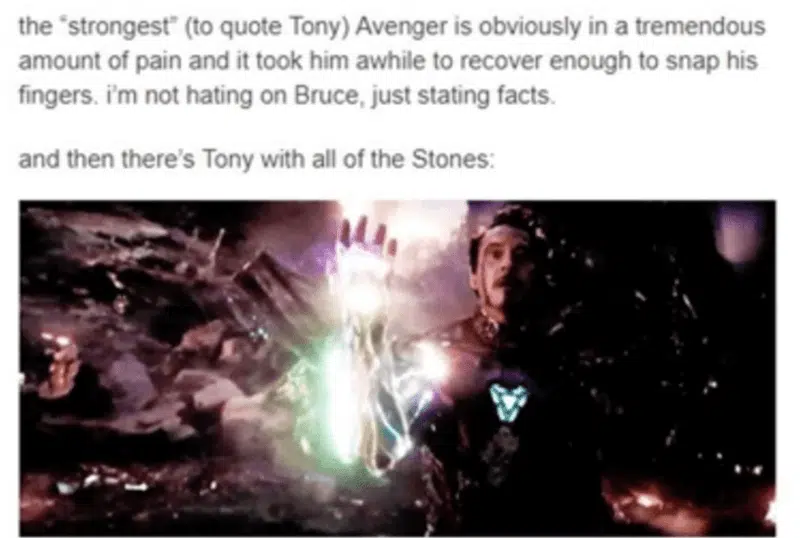 the "strongest" (to quote Tony) Avenger is obviously in a tremendous
amount of pain and it took him awhile to recover enough to snap his
fingers. i'm not hating on Bruce, just stating facts.
and then there's Tony with all of the Stones: